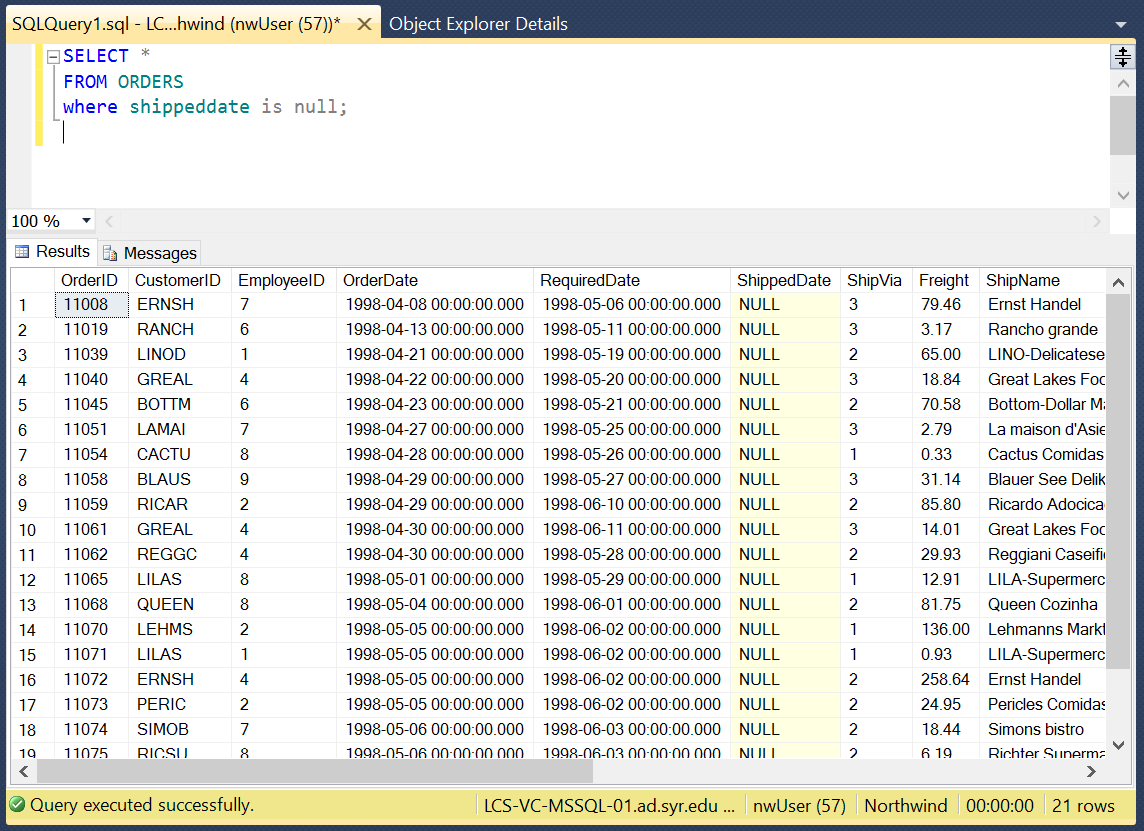 SQLQuery1.sql - LC...hwind (nwUser (57))* Object Explorer Details
SELECT *
FROM ORDERS
where shippeddate is null;
100 %
Results Messages
OrderID CustomerID EmployeeID OrderDate RequiredDate ShippedDate ShipVia Freight ShipName
1 11008 ERNSH 7 1998-04-08 00:00:00.000 1998-05-06 00:00:00.000 NULL 3 79.46 Ernst Handel
2 11019 RANCH 6 1998-04-13 00:00:00.000 1998-05-11 00:00:00.000 NULL 3 3.17 Rancho grande
3 11039 LINOD 1 1998-04-21 00:00:00.000 1998-05-19 00:00:00.000 NULL 2 65.00 LINO-Delicatese
4 11040 GREAL 4 1998-04-22 00:00:00.000 1998-05-20 00:00:00.000 NULL 3 18.84 Great Lakes Foo
5 11045 BOTTM 6 1998-04-23 00:00:00.000 1998-05-21 00:00:00.000 NULL 2 70.58 Bottom-Dollar Ma
6 11051 LAMAI 7 1998-04-27 00:00:00.000 1998-05-25 00:00:00.000 NULL 3 2.79 La maison d'Asie
7 11054 CACTU 8 1998-04-28 00:00:00.000 1998-05-26 00:00:00.000 NULL 1 0.33 Cactus Comidas
8 11058 BLAUS 9 1998-04-29 00:00:00.000 1998-05-27 00:00:00.000 NULL 3 31.14 Blauer See Delik
9 11059 RICAR 2 1998-04-29 00:00:00.000 1998-06-10 00:00:00.000 NULL 2 85.80 Ricardo Adocica
10 11061 GREAL 4 1998-04-30 00:00:00.000 1998-06-11 00:00:00.000 NULL 3 14.01 Great Lakes Foo
11 11062 REGGC 4 1998-04-30 00:00:00.000 1998-05-28 00:00:00.000 NULL 2 29.93 Reggiani Caseifi
12 11065 LILAS 8 1998-05-01 00:00:00.000 1998-05-29 00:00:00.000 NULL 1 12.91 LILA-Supermerc
13 11068 QUEEN 8 1998-05-04 00:00:00.000 1998-06-01 00:00:00.000 NULL 2 81.75 Queen Cozinha
14 11070 LEHMS 2 1998-05-05 00:00:00.000 1998-06-02 00:00:00.000 NULL 1 136.00 Lehmanns Markt
15 11071 LILAS 1 1998-05-05 00:00:00.000 1998-06-02 00:00:00.000 NULL 1 0.93 LILA-Supermerc
16 11072 ERNSH 4 1998-05-05 00:00:00.000 1998-06-02 00:00:00.000 NULL 2 258.64 Ernst Handel
17 11073 PERIC 2 1998-05-05 00:00:00.000 1998-06-02 00:00:00.000 NULL 2 24.95 Pericles Comidas
18 11074 SIMOB 7 1998-05-06 00:00:00.000 1998-06-03 00:00:00.000 NULL 2 18.44 Simons bistro
19 11075 RICSU 8 1998-05-06 00:00:00.000 1998-06-03 00:00:00.000 NULL 2 6.19 Richter Superma
Query executed successfully. LCS-VC-MSSQL-01.ad.syr.edu ... nwUser (57) Northwind 00:00:00 21 rows